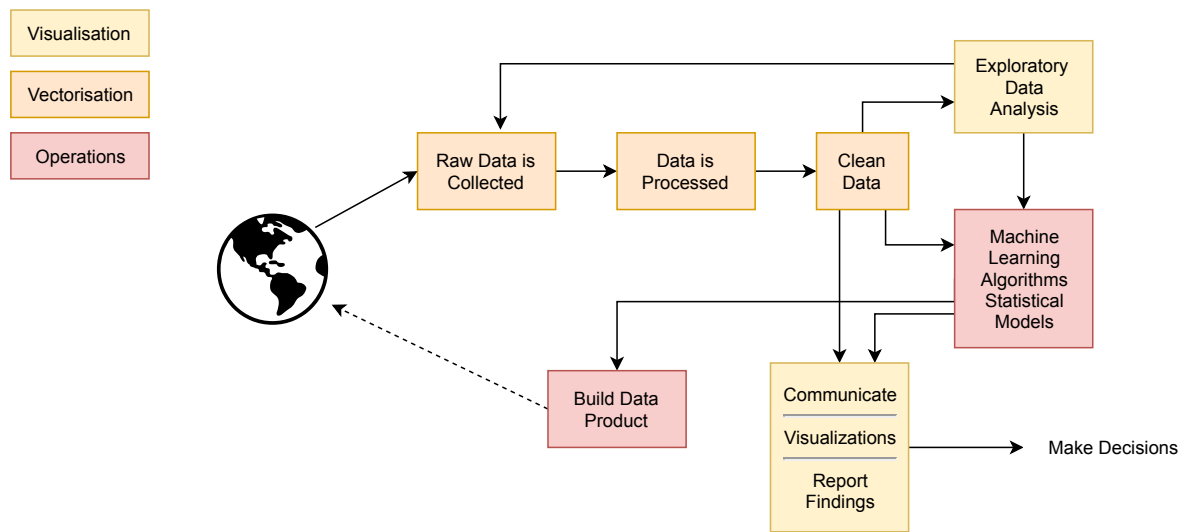 Visualisation
Vectorisation
Operations
Exploratory
Data
Analysis
Raw Data is
Collected
Data is
Processed
Clean
Data
Machine
Learning
Algorithms
Statistical
Models
Build Data
Product
Communicate
Visualizations
Report
Findings
Make Decisions